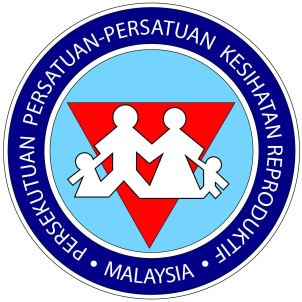 PERSEKUTUAN PERSATUAN-PERSATUAN KESIHATAN REPRODUKTIF
• MALAYSIA •